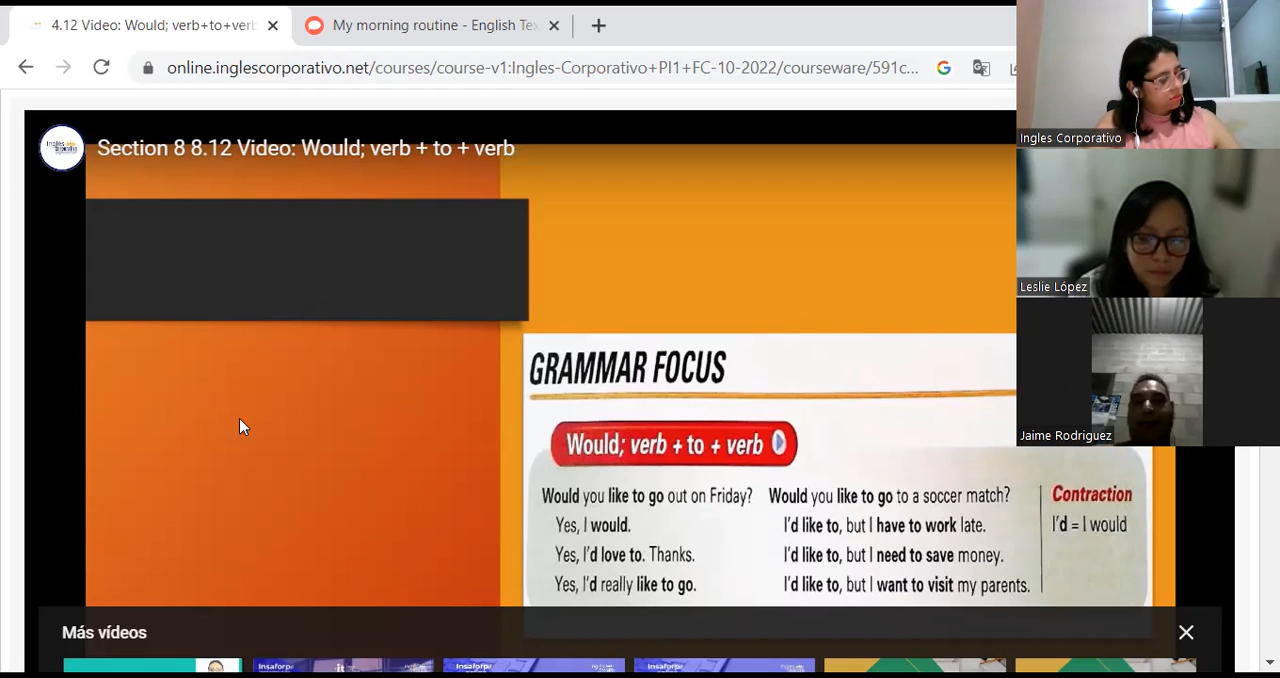 4.12 Video: Would; verb+to+verb
My morning routine - English Tex
online.inglescorporativo.net/courses/course-v1:Ingles-Corporativo+PI1+FC-10-2022/courseware/591c...
Section 8 8.12 Video: Would; verb + to + verb
Ingles Corporativo
Leslie López
Jaime Rodriguez
GRAMMAR FOCUS
Would; verb + to + verb
Would you like to go out on Friday?
Yes, I would.
Yes, I'd love to. Thanks.
Yes, I'd really like to go.
Would you like to go to a soccer match?
I'd like to, but I have to work late.
I'd like to, but I need to save money.
I'd like to, but I want to visit my parents.
Contraction
I'd = I would
Más vídeos